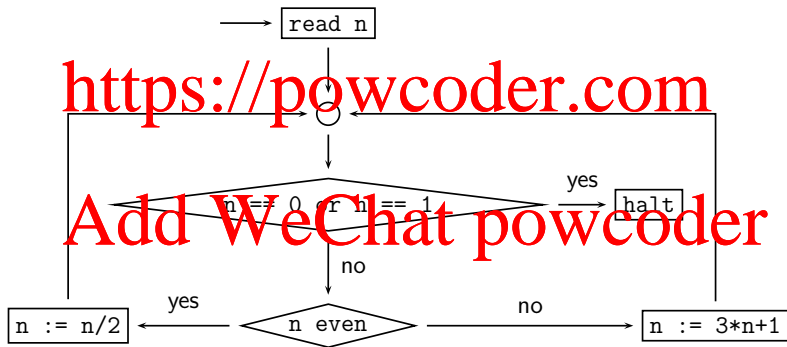 read n
https://powcoder.com
n == 0 or n == 1
yes
halt
Add WeChat powcoder
no
yes
n even
no
n := n/2
n := 3*n+1